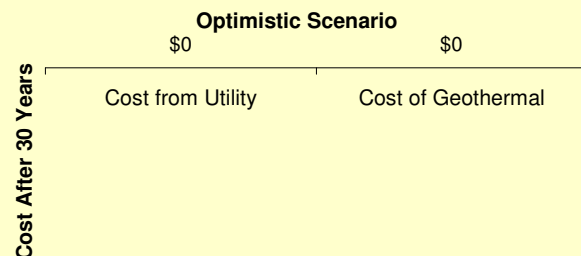 Optimistic Scenario
$0 $0
Cost from Utility Cost of Geothermal
Cost After 30 Years